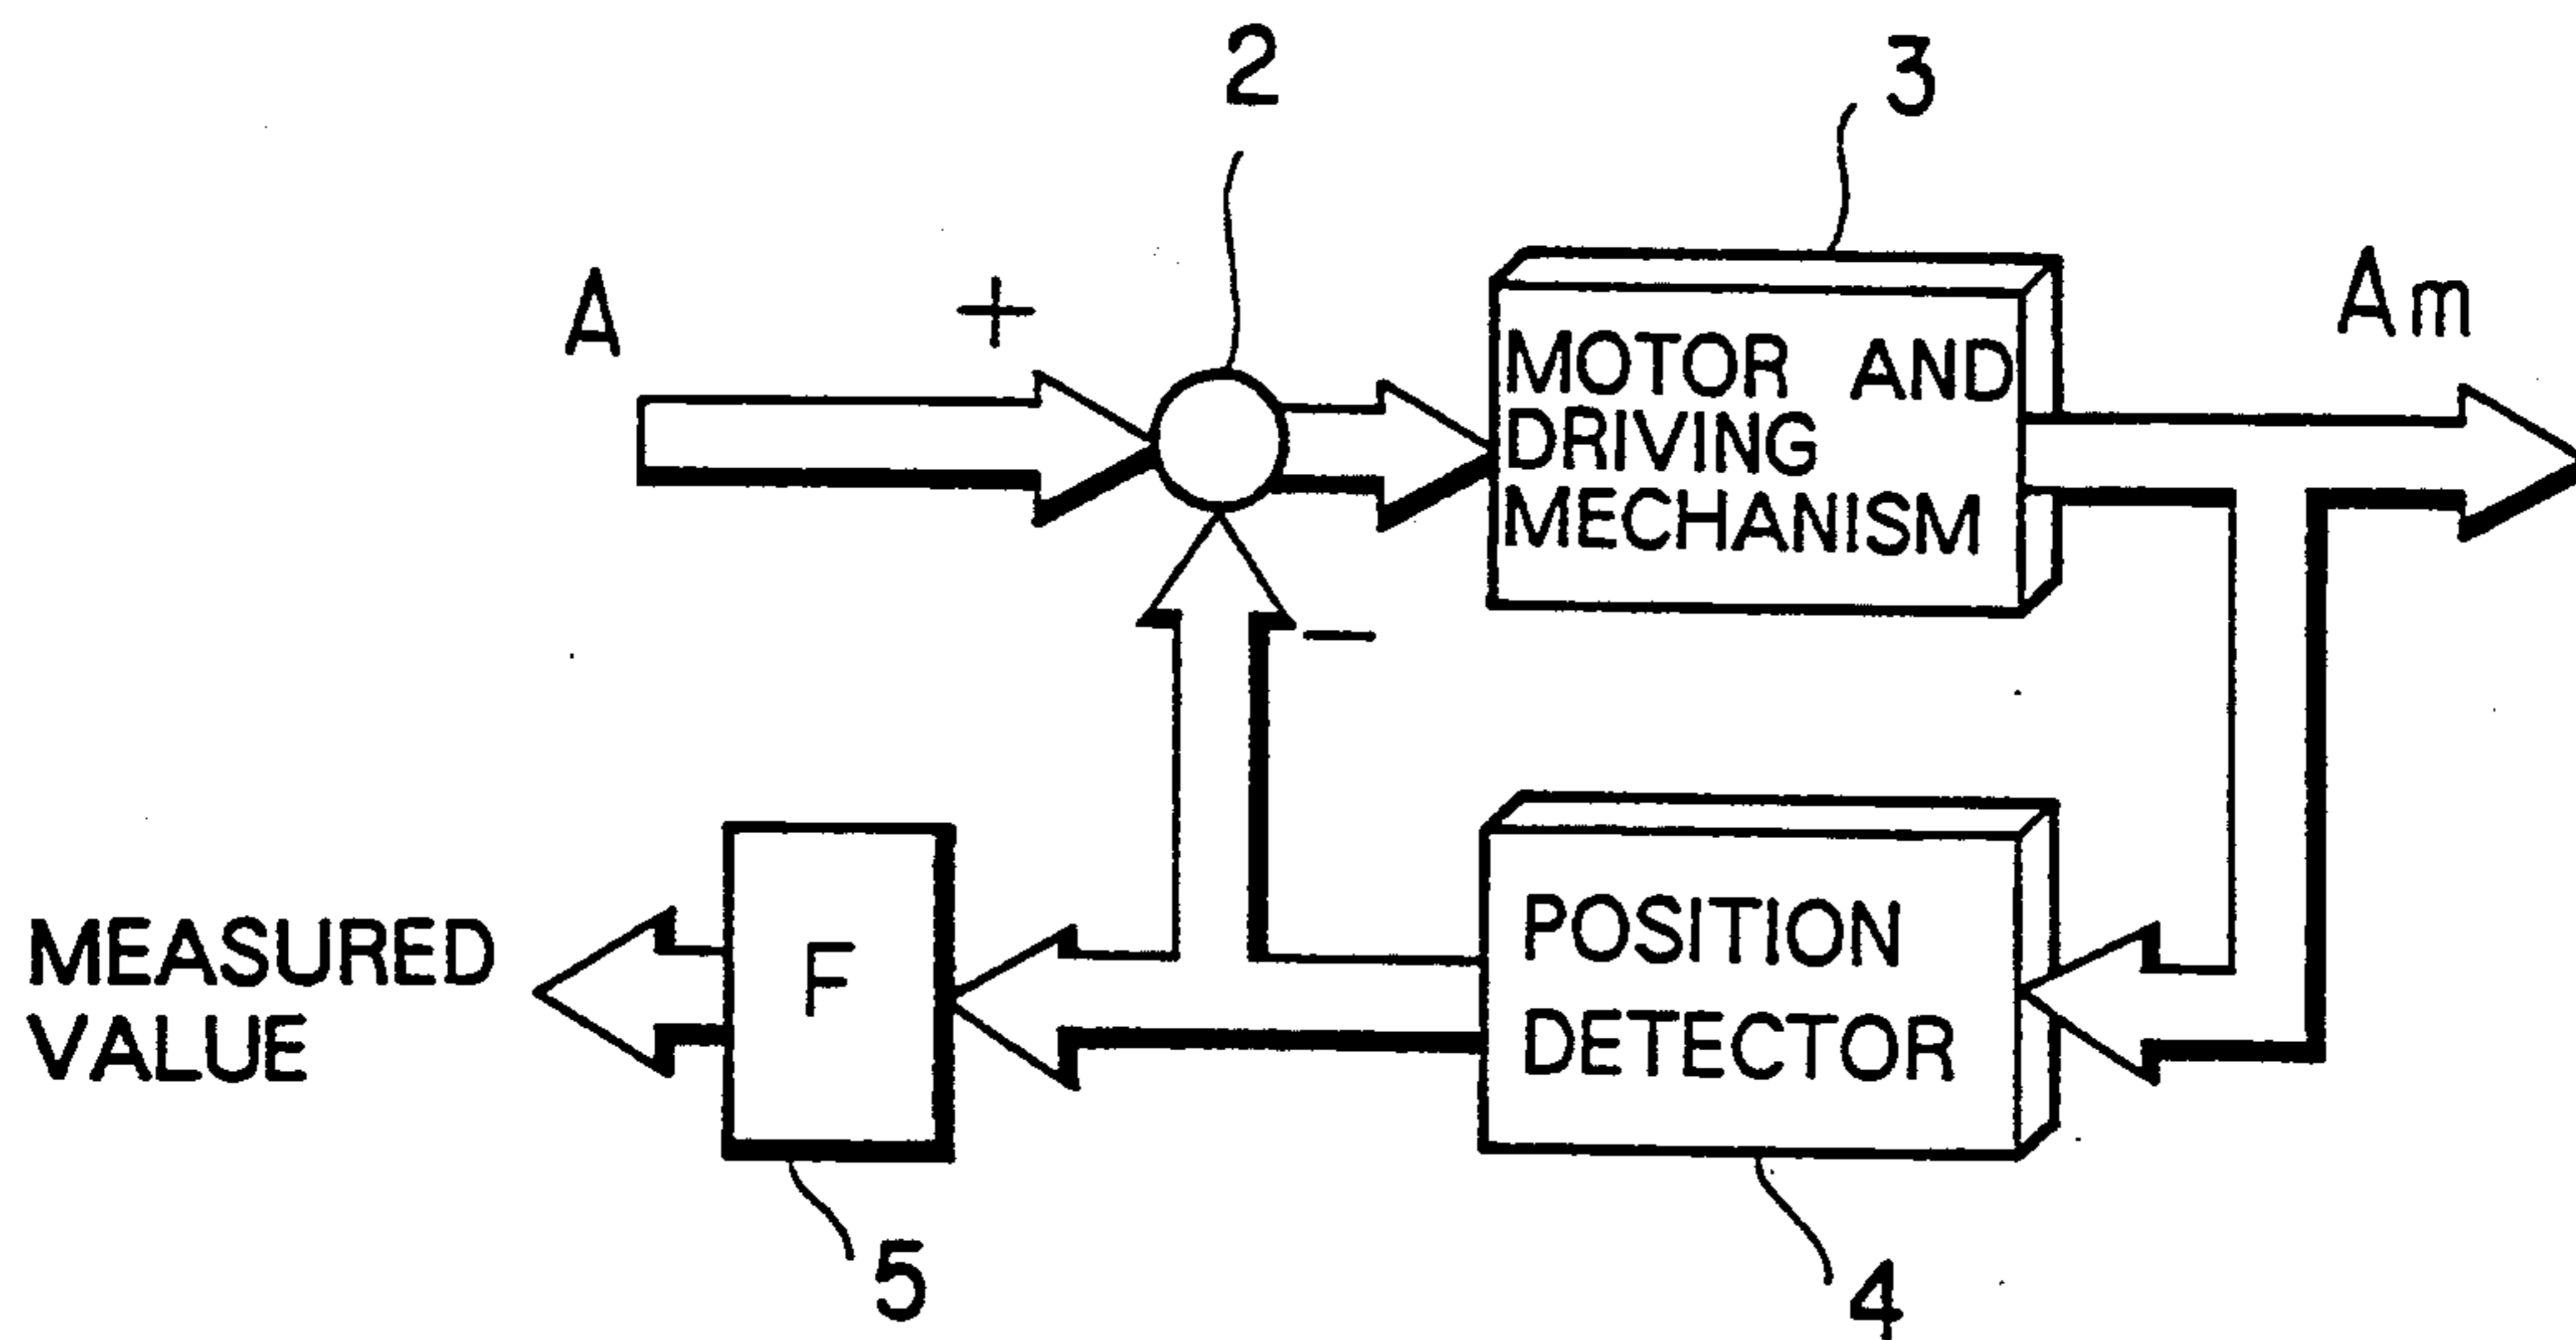 2
3
A
+
Am
MOTOR AND
DRIVING
MECHANISM
−
MEASURED
VALUE
F
POSITION
DETECTOR
5
4